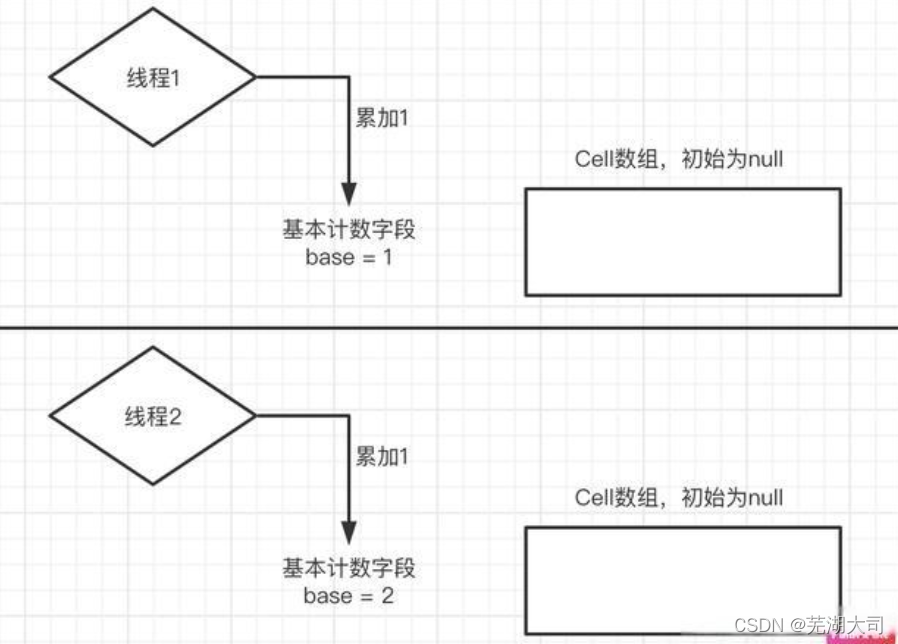 线程1
累加1
Cell数组，初始为null
基本计数字段
base = 1
线程2
累加1
Cell数组，初始为null
基本计数字段
base = 2
CSDN @芜湖大司